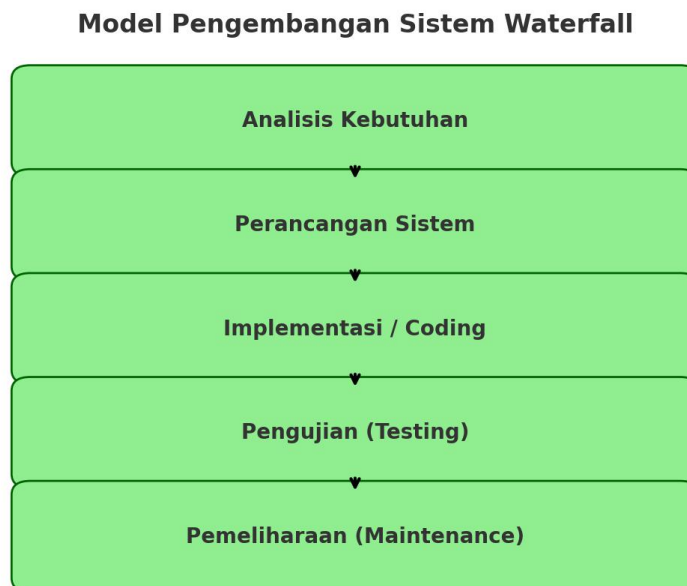 Model Pengembangan Sistem Waterfall
Analisis Kebutuhan
Perancangan Sistem
Implementasi / Coding
Pengujian (Testing)
Pemeliharaan (Maintenance)